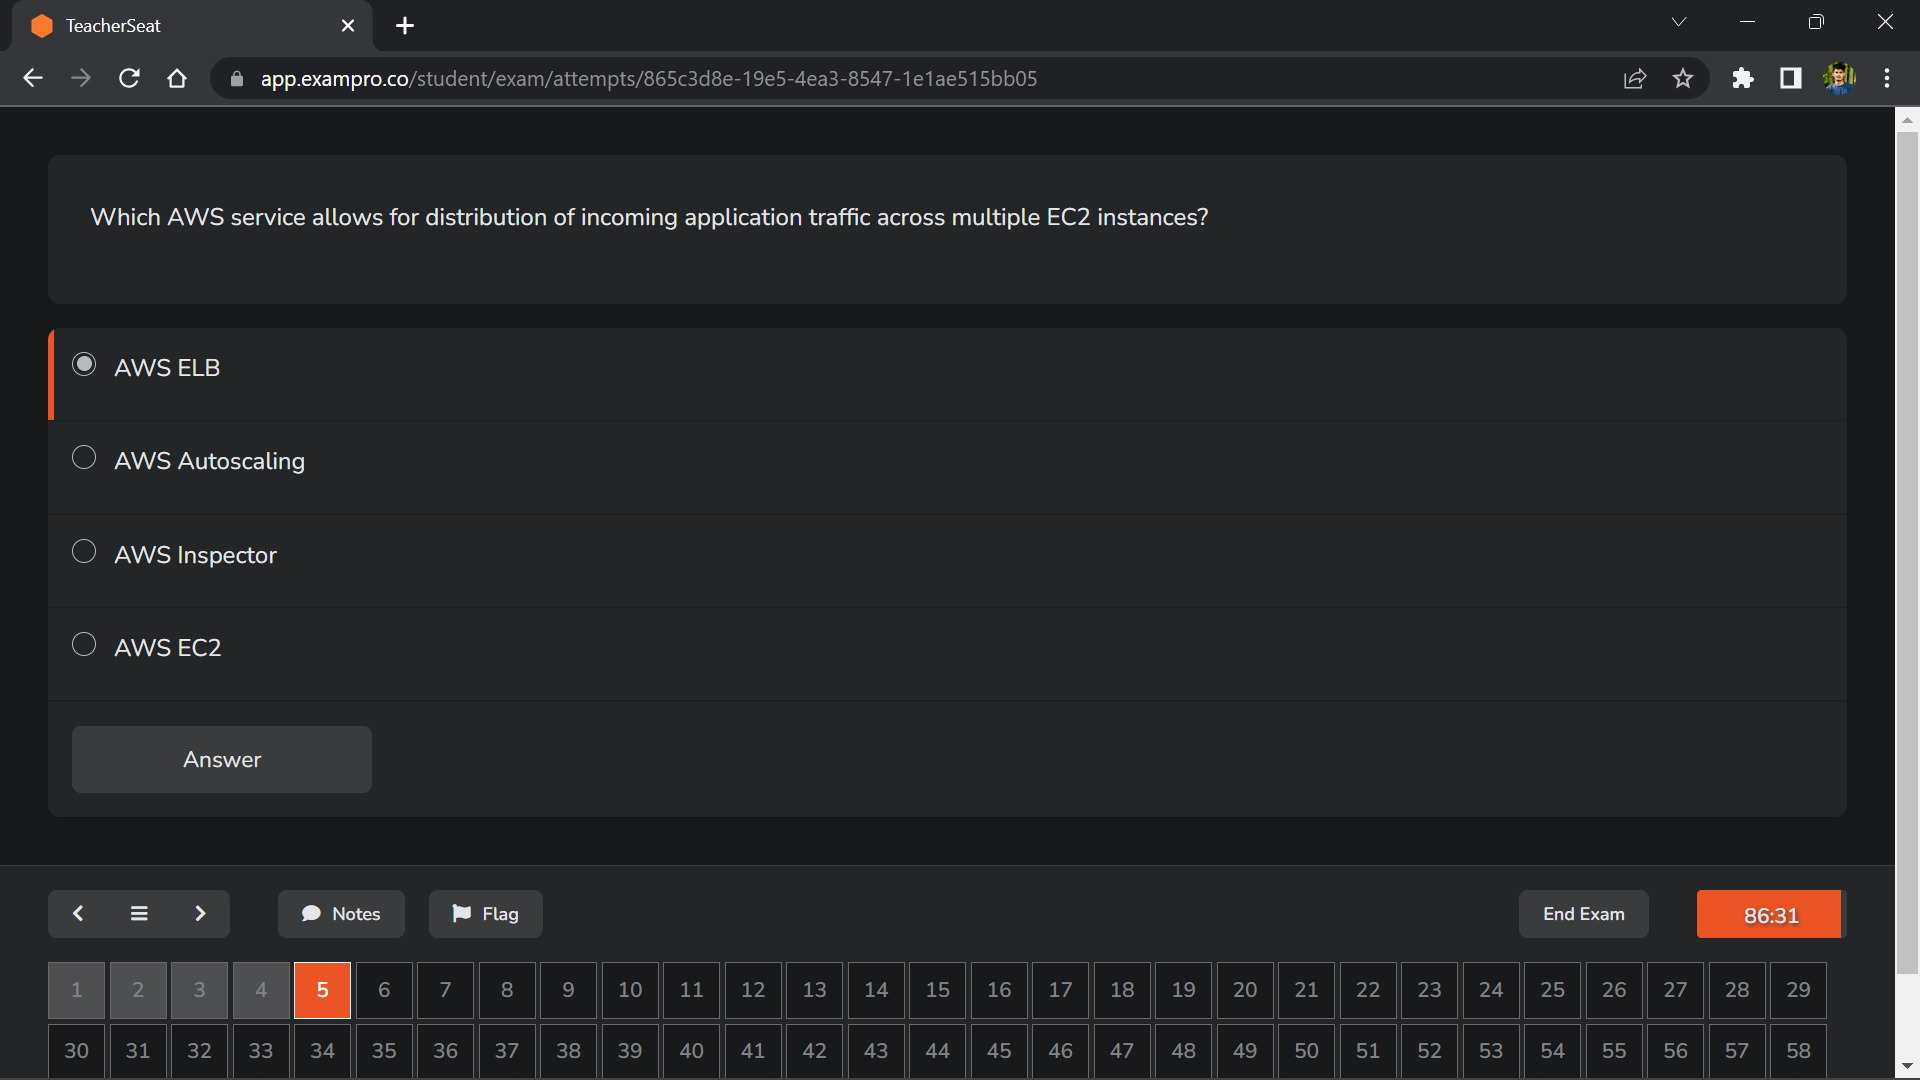 TeacherSeat
app.exampro.co/student/exam/attempts/865c3d8e-19e5-4ea3-8547-1e1ae515bb05
Which AWS service allows for distribution of incoming application traffic across multiple EC2 instances?
AWS ELB
AWS Autoscaling
AWS Inspector
AWS EC2
Answer
Notes Flag End Exam 86:31
1 2 3 4 5 6 7 8 9 10 11 12 13 14 15 16 17 18 19 20 21 22 23 24 25 26 27 28 29
30 31 32 33 34 35 36 37 38 39 40 41 42 43 44 45 46 47 48 49 50 51 52 53 54 55 56 57 58